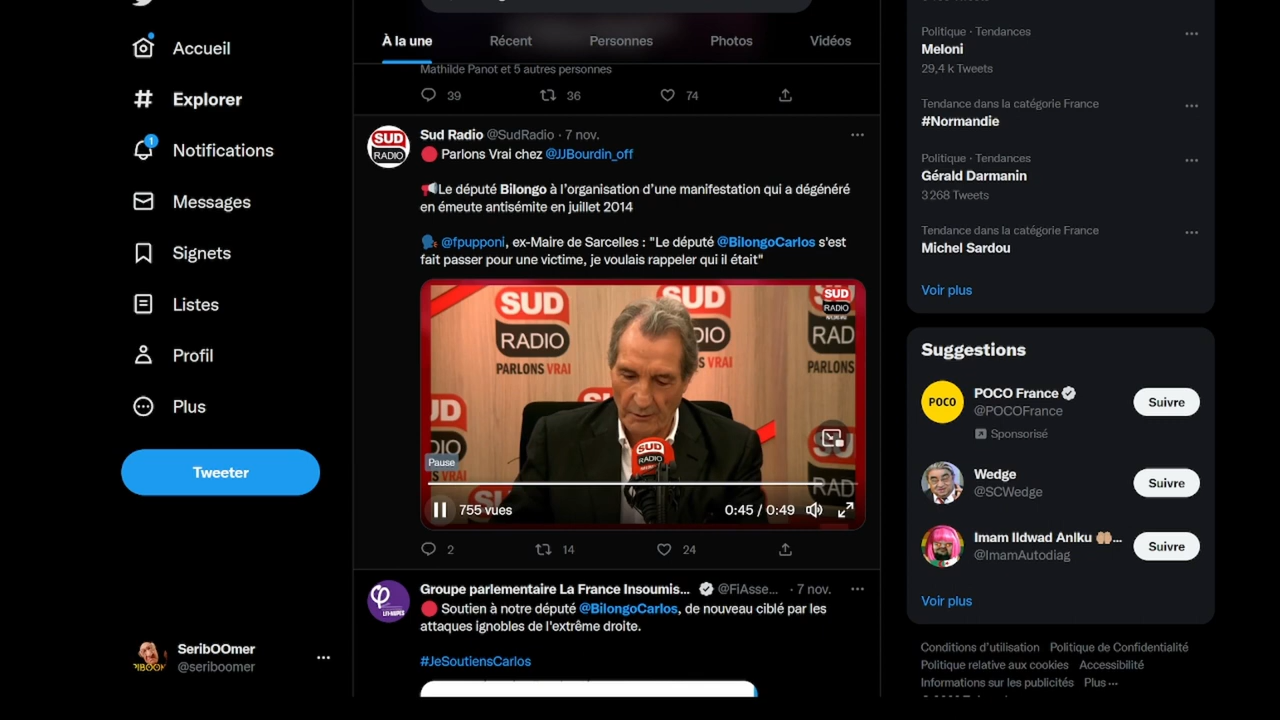 Accueil
Explorer
1
Notifications
Messages
Signets
Listes
Profil
Plus
Tweeter
SeribOOmer
@seriboomer
À la une
Récent
Personnes
Photos
Vidéos
Mathilde Panot et 5 autres personnes
39
36
74
SUD
RADIO
Sud Radio @SudRadio · 7 nov.
Parlons Vrai chez @JJBourdin_off
Le député Bilongo à l'organisation d'une manifestation qui a dégénéré
en émeute antisémite en juillet 2014
@fpupponi, ex-Maire de Sarcelles : "Le député @BilongoCarlos s'est
fait passer pour une victime, je voulais rappeler qui il était"
SUD
RADIO
PARLONS VRAI
SUD
RADIO
PARLONS VRAI
SUD
RADIO
PARLONS VRAI
RAD
PARLONS
SUD
RADIO
Pause
755 vues
0:45 / 0:49
2
14
24
Groupe parlementaire La France Insoumis... @FiAsse... · 7 nov.
Soutien à notre député @BilongoCarlos, de nouveau ciblé par les
attaques ignobles de l'extrême droite.
#JeSoutiensCarlos
Politique · Tendances
Meloni
29,4 k Tweets
Tendance dans la catégorie France
#Normandie
Politique · Tendances
Gérald Darmanin
3 268 Tweets
Tendance dans la catégorie France
Michel Sardou
Voir plus
Suggestions
POCO
POCO France
@POCOFrance
Sponsorisé
Suivre
Wedge
@SCWedge
Suivre
Imam Ildwad Anlku ...
@ImamAutodiag
Suivre
Voir plus
Conditions d'utilisation Politique de Confidentialité
Politique relative aux cookies Accessibilité
Informations sur les publicités Plus ···